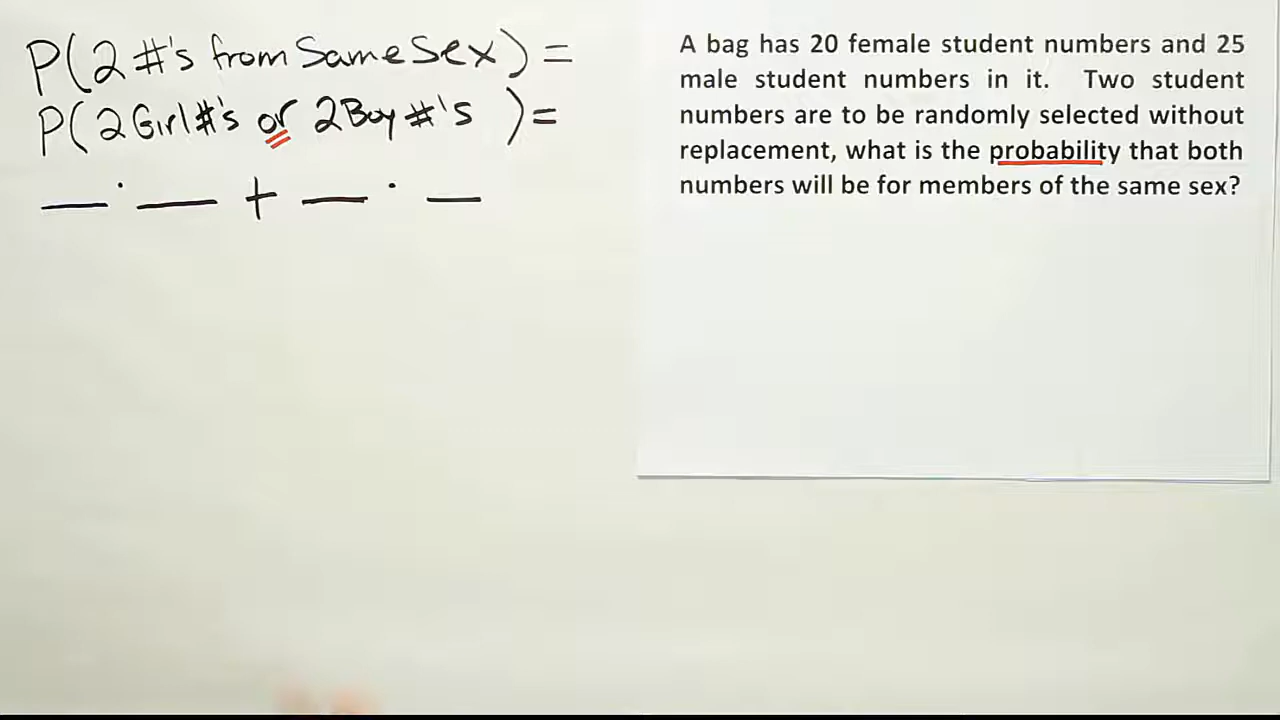 P(2 #'s from Same Sex) =
P(2 Girl #'s or 2 Boy #'s ) =
__ · __ + __ · __
A bag has 20 female student numbers and 25
male student numbers in it. Two student
numbers are to be randomly selected without
replacement, what is the probability that both
numbers will be for members of the same sex?